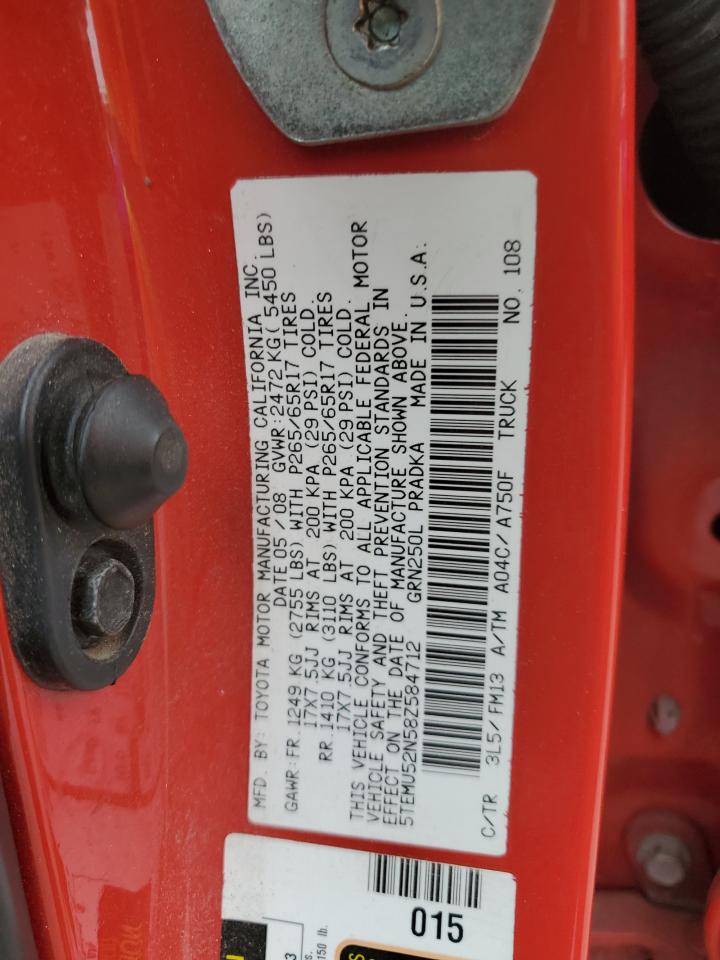 MFD. BY: TOYOTA MOTOR MANUFACTURING CALIFORNIA INC.
DATE 05/08 GVWR:2472 KG( 5450 LBS)
GAWR:FR.1249 KG (2755 LBS) WITH P265/65R17 TIRES
17X7.5JJ RIMS AT 200 KPA (29 PSI) COLD.
RR.1410 KG (3110 LBS) WITH P265/65R17 TIRES
17X7.5JJ RIMS AT 200 KPA (29 PSI) COLD.
THIS VEHICLE CONFORMS TO ALL APPLICABLE FEDERAL MOTOR
VEHICLE SAFETY AND THEFT PREVENTION STANDARDS IN
EFFECT ON THE DATE OF MANUFACTURE SHOWN ABOVE.
5TEMU52N58Z584712 GRN250L PRADKA MADE IN U.S.A.
C/TR 3L5/FM13 A/TM A04C/A750F TRUCK NO. 108
015
150 lb.